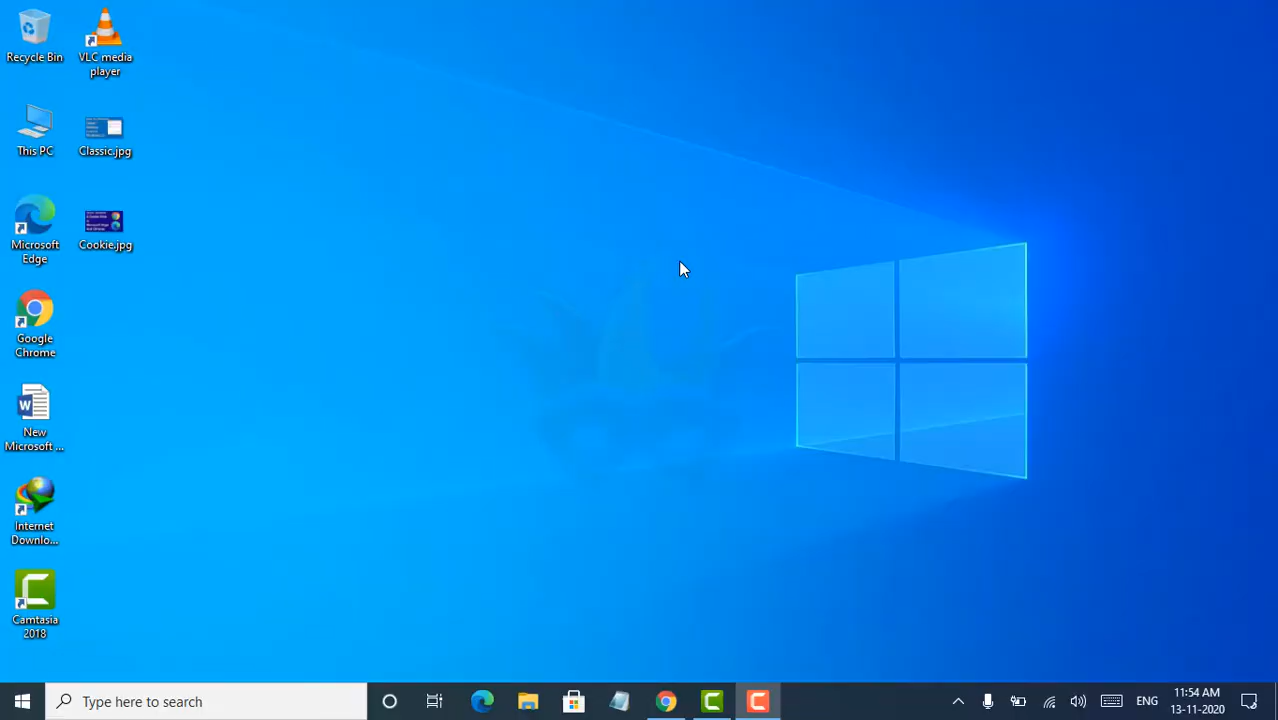 Recycle Bin
VLC media
player
This PC
Classic.jpg
Microsoft
Edge
Cookie.jpg
Google
Chrome
New
Microsoft ...
Internet
Downlo...
Camtasia
2018
Type here to search
ENG
11:54 AM
13-11-2020